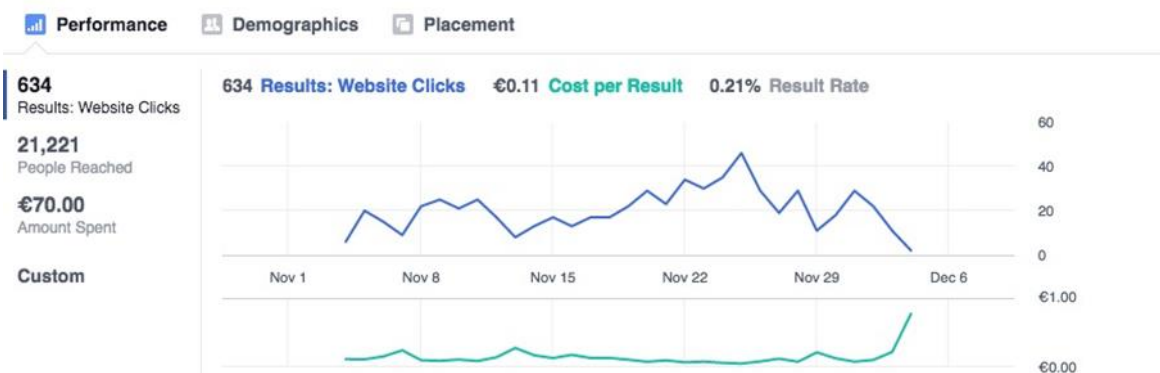 Performance Demographics Placement
634
Results: Website Clicks
21,221
People Reached
€70.00
Amount Spent
Custom
634 Results: Website Clicks €0.11 Cost per Result 0.21% Result Rate
60
40
20
0
Nov 1 Nov 8 Nov 15 Nov 22 Nov 29 Dec 6
€1.00
€0.00